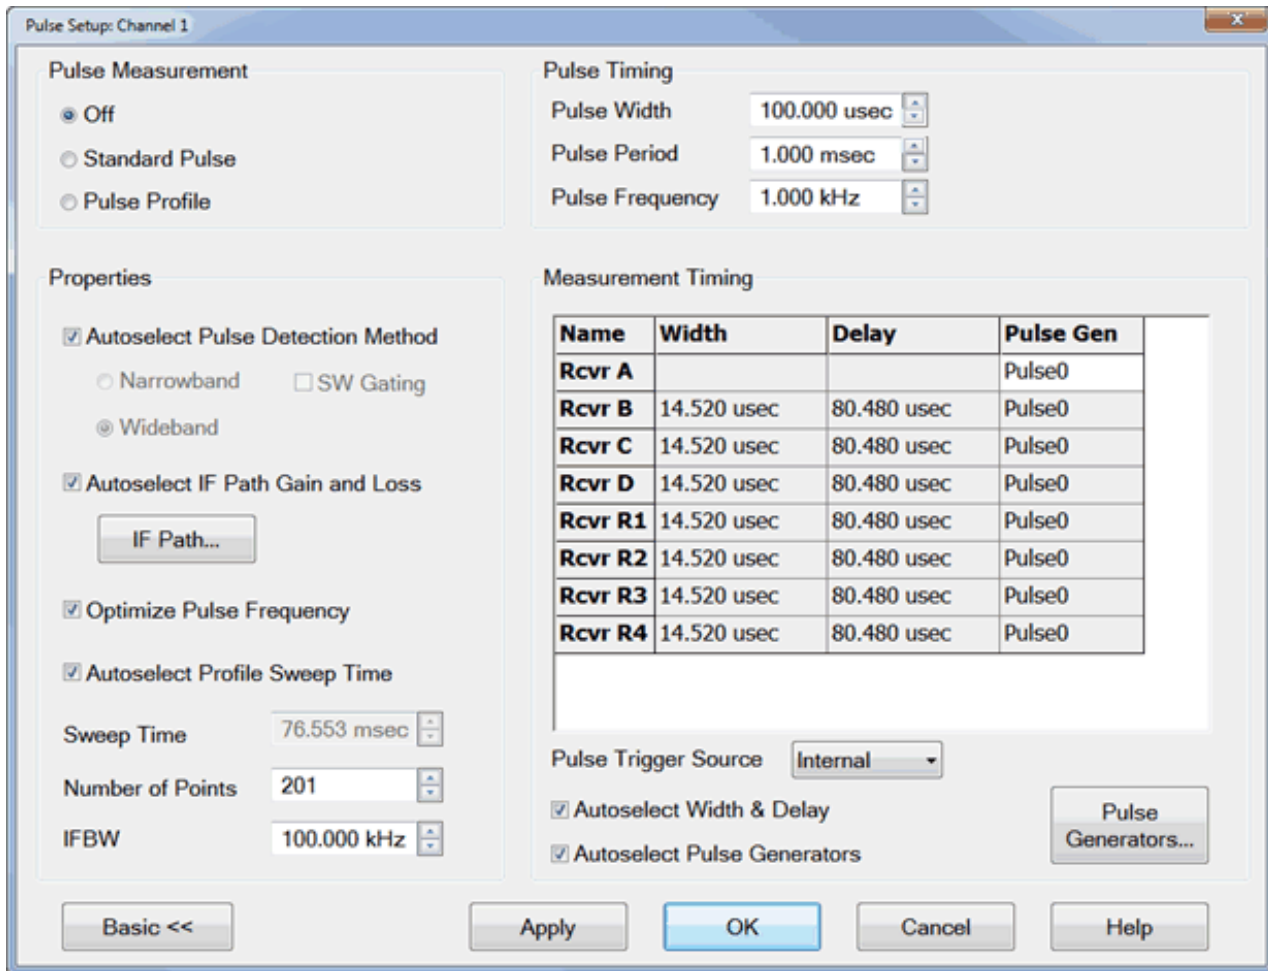 Pulse Setup: Channel 1
x
Pulse Measurement
Off
Standard Pulse
Pulse Profile
Pulse Timing
Pulse Width 100.000 usec
Pulse Period 1.000 msec
Pulse Frequency 1.000 kHz
Properties
Autoselect Pulse Detection Method
Narrowband SW Gating
Wideband
Autoselect IF Path Gain and Loss
IF Path...
Optimize Pulse Frequency
Autoselect Profile Sweep Time
Sweep Time 76.553 msec
Number of Points 201
IFBW 100.000 kHz
Measurement Timing
Name Width Delay Pulse Gen
Rcvr A Pulse0
Rcvr B 14.520 usec 80.480 usec Pulse0
Rcvr C 14.520 usec 80.480 usec Pulse0
Rcvr D 14.520 usec 80.480 usec Pulse0
Rcvr R1 14.520 usec 80.480 usec Pulse0
Rcvr R2 14.520 usec 80.480 usec Pulse0
Rcvr R3 14.520 usec 80.480 usec Pulse0
Rcvr R4 14.520 usec 80.480 usec Pulse0
Pulse Trigger Source Internal
Autoselect Width & Delay
Autoselect Pulse Generators
Pulse
Generators...
Basic << Apply OK Cancel Help